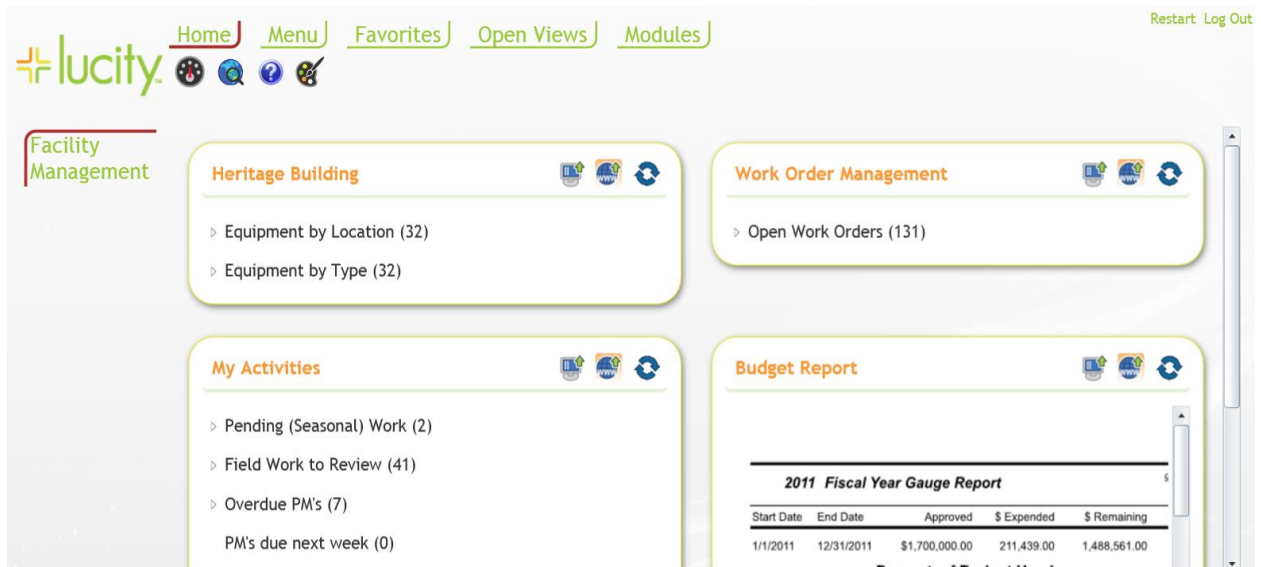 Restart Log Out
Home Menu Favorites Open Views Modules
lucity™
Facility
Management
Heritage Building
Equipment by Location (32)
Equipment by Type (32)
Work Order Management
Open Work Orders (131)
My Activities
Pending (Seasonal) Work (2)
Field Work to Review (41)
Overdue PM's (7)
PM's due next week (0)
Budget Report
2011 Fiscal Year Gauge Report
Start Date End Date Approved $ Expended $ Remaining
1/1/2011 12/31/2011 $1,700,000.00 211,439.00 1,488,561.00